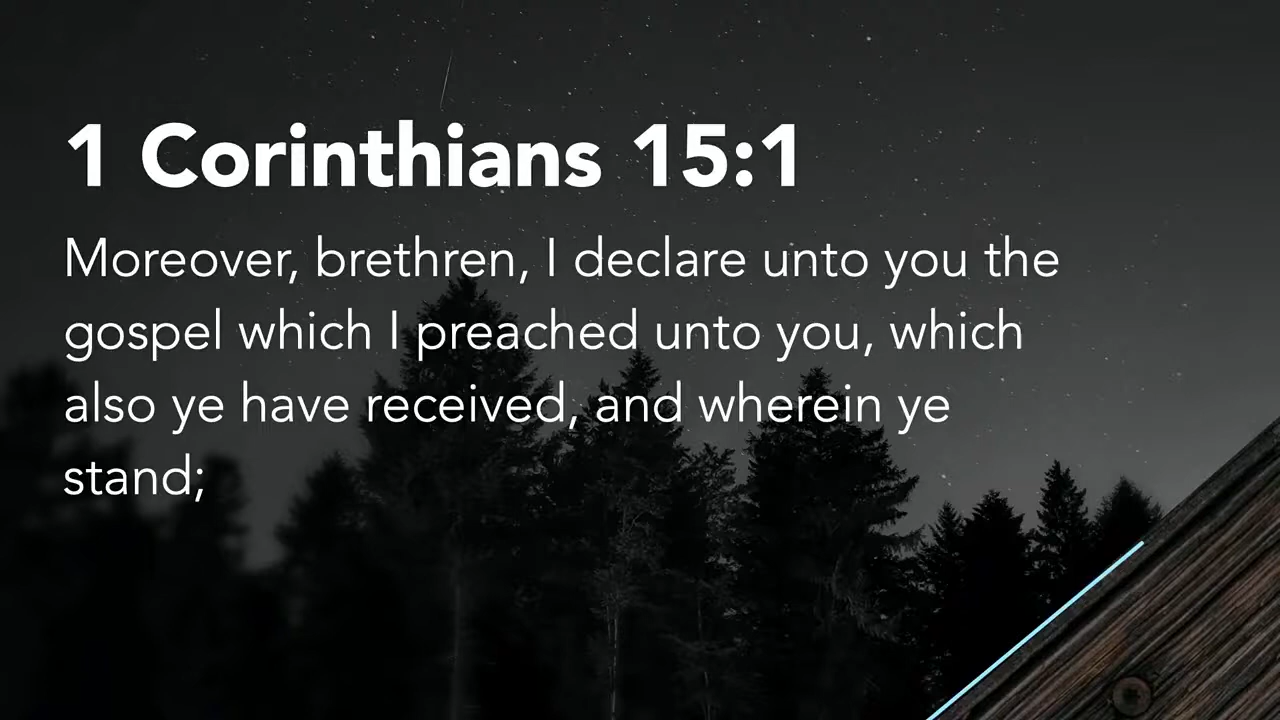 1 Corinthians 15:1
Moreover, brethren, I declare unto you the
gospel which I preached unto you, which
also ye have received, and wherein ye
stand;